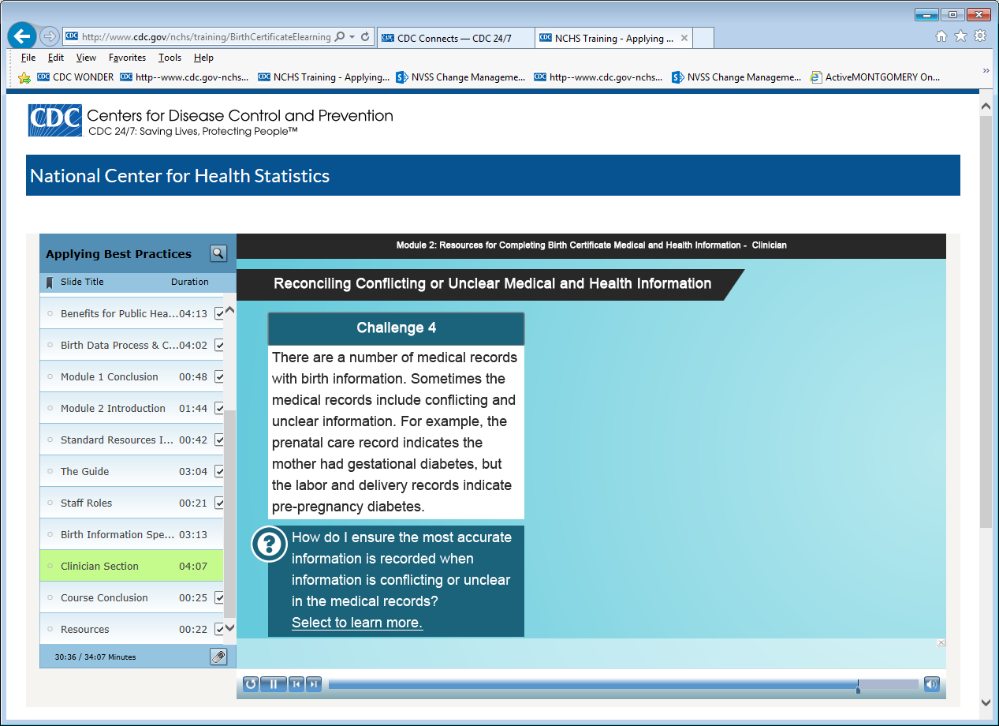 http://www.cdc.gov/nchs/training/BirthCertificateElearning
CDC Connects — CDC 24/7
NCHS Training - Applying ...
File Edit View Favorites Tools Help
CDC WONDER
http--www.cdc.gov-nchs...
NCHS Training - Applying...
NVSS Change Manageme...
http--www.cdc.gov-nchs...
NVSS Change Manageme...
ActiveMONTGOMERY On...
CDC
Centers for Disease Control and Prevention
CDC 24/7: Saving Lives, Protecting People™
National Center for Health Statistics
Applying Best Practices
Slide Title Duration
Benefits for Public Hea... 04:13
Birth Data Process & C... 04:02
Module 1 Conclusion 00:48
Module 2 Introduction 01:44
Standard Resources I... 00:42
The Guide 03:04
Staff Roles 00:21
Birth Information Spe... 03:13
Clinician Section 04:07
Course Conclusion 00:25
Resources 00:22
30:36 / 34:07 Minutes
Module 2: Resources for Completing Birth Certificate Medical and Health Information - Clinician
Reconciling Conflicting or Unclear Medical and Health Information
Challenge 4
There are a number of medical records
with birth information. Sometimes the
medical records include conflicting and
unclear information. For example, the
prenatal care record indicates the
mother had gestational diabetes, but
the labor and delivery records indicate
pre-pregnancy diabetes.
?
How do I ensure the most accurate
information is recorded when
information is conflicting or unclear
in the medical records?
Select to learn more.